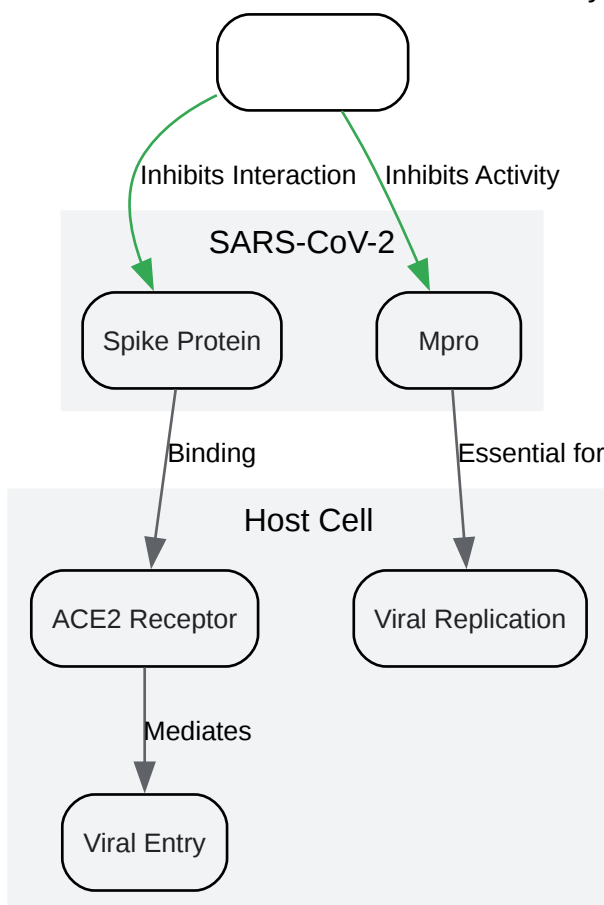 Inhibits Interaction
Inhibits Activity
SARS-CoV-2
Spike Protein
Mpro
Binding
Essential for
Host Cell
ACE2 Receptor
Viral Replication
Mediates
Viral Entry